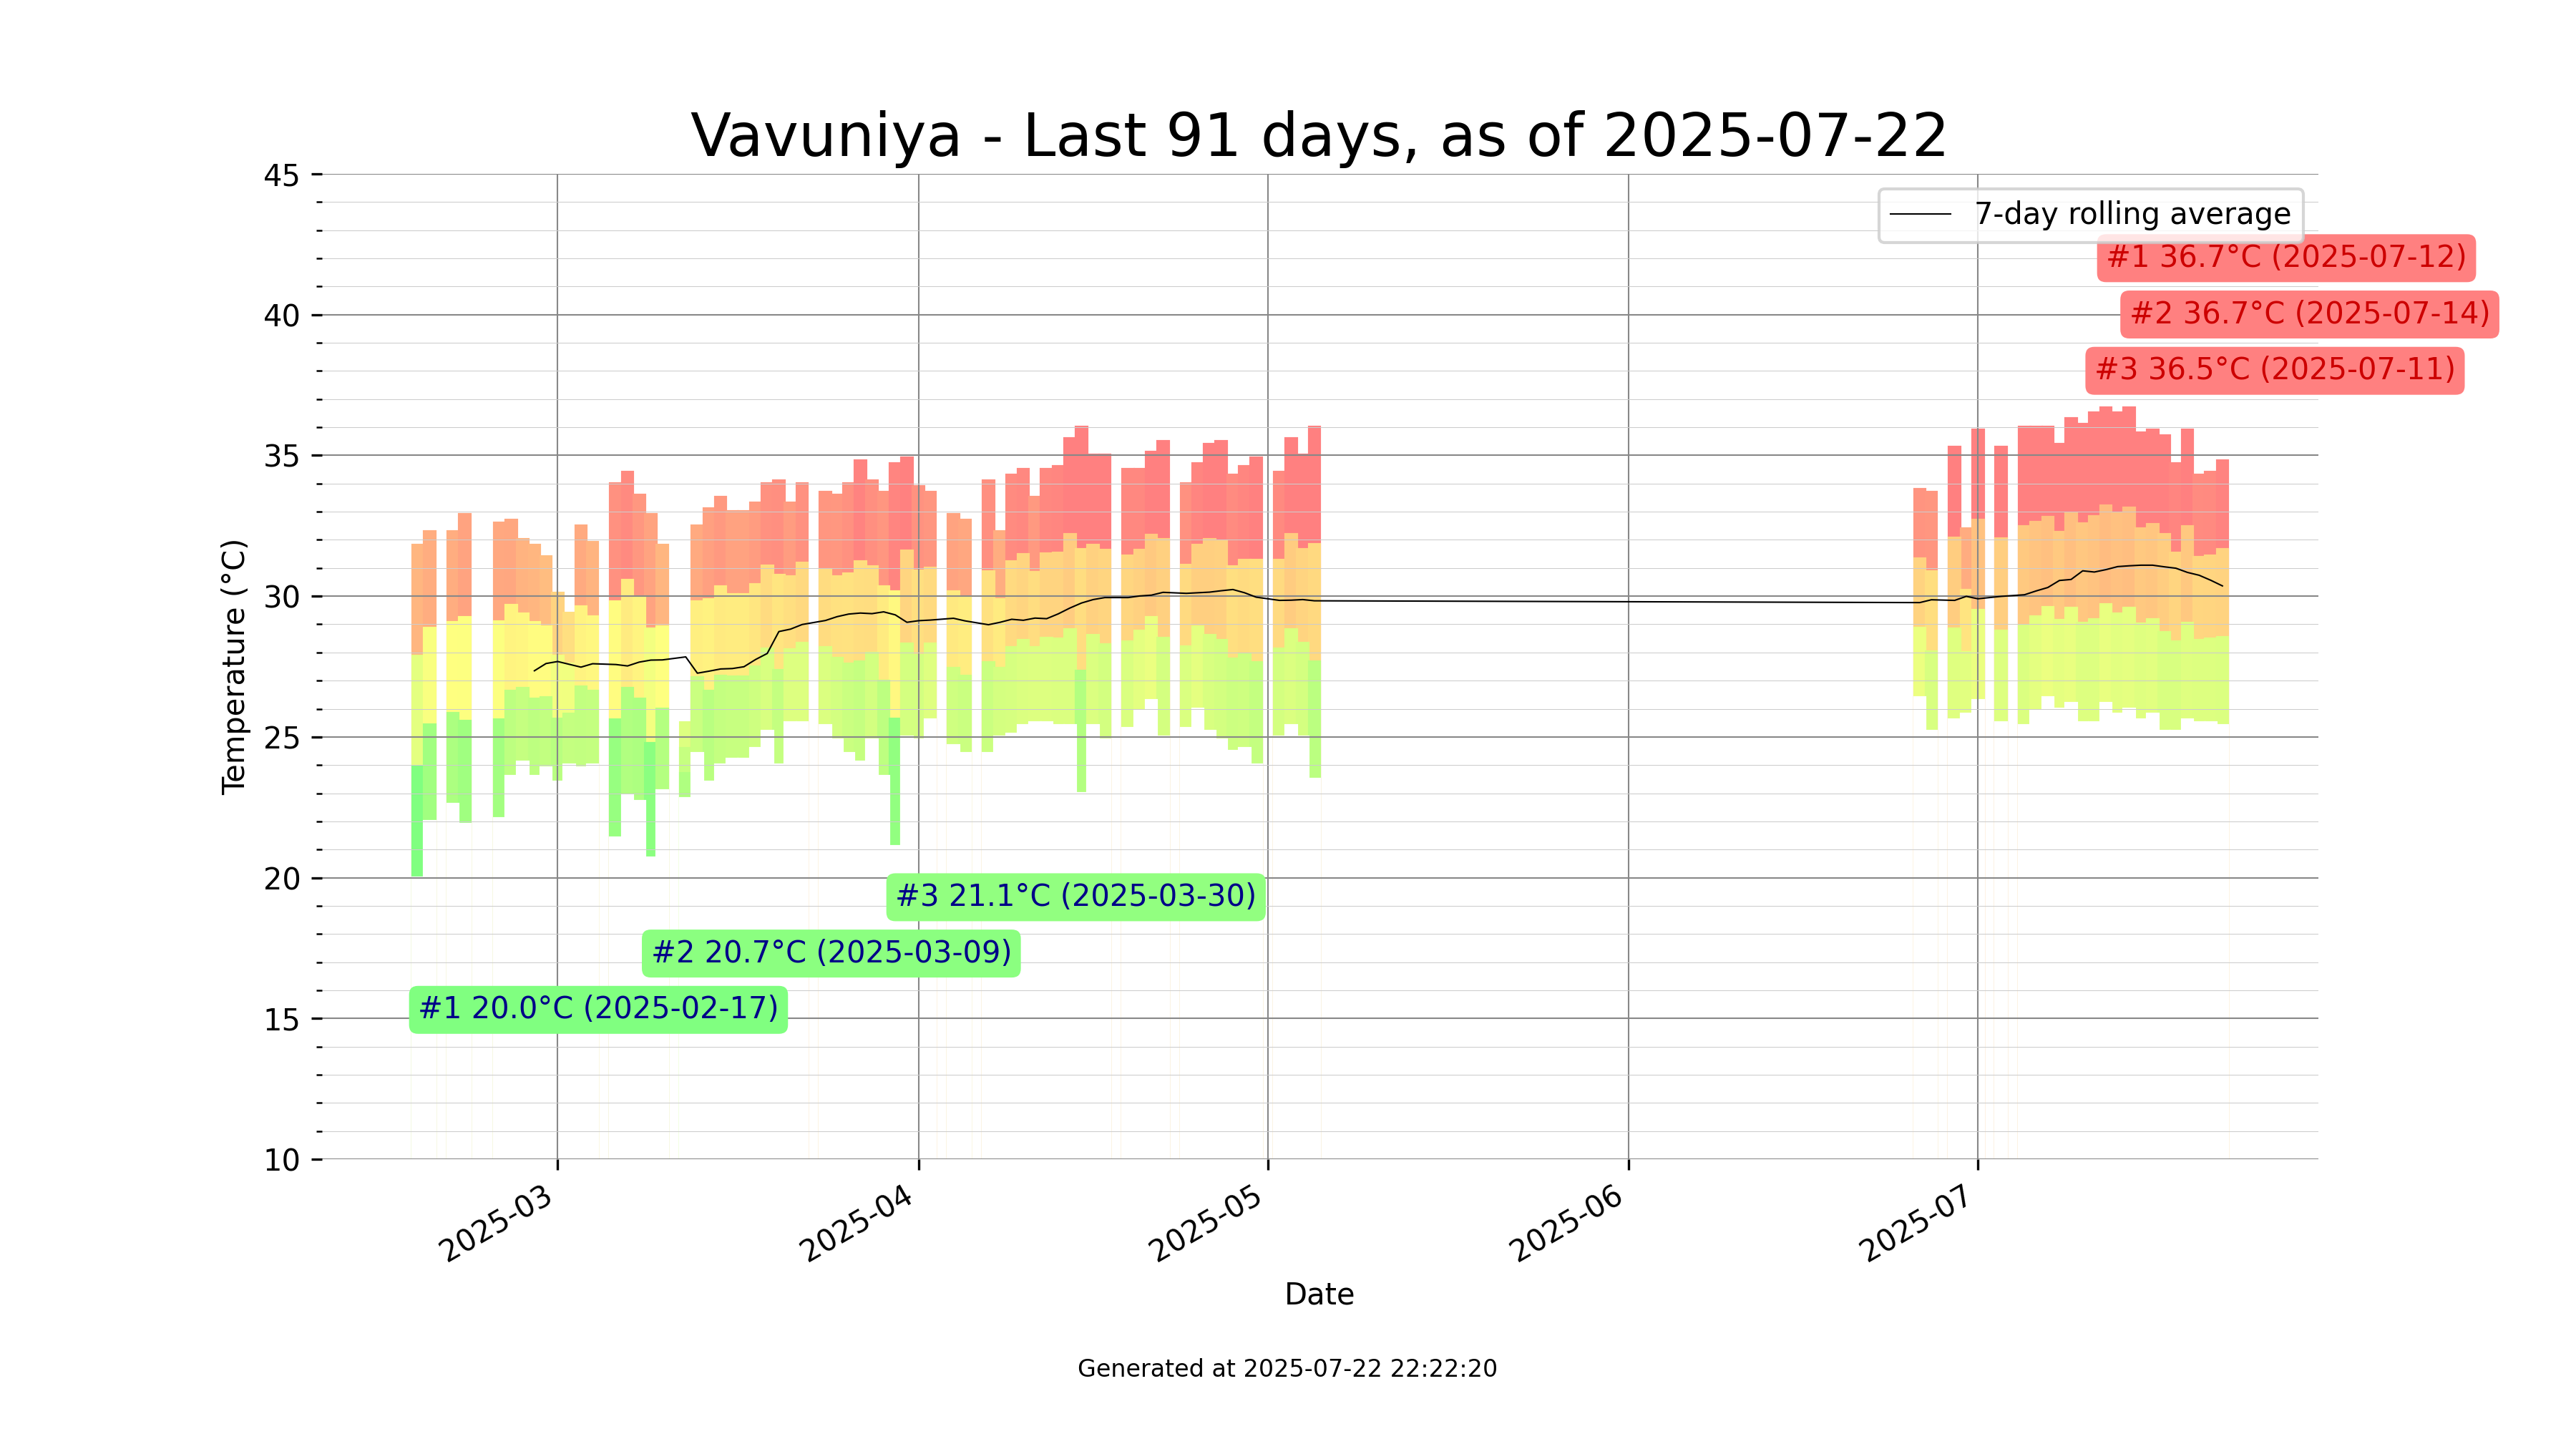 Vavuniya - Last 91 days, as of 2025-07-22
45
40
35
30
25
20
15
10
Temperature (°C)
7-day rolling average
#1 36.7°C (2025-07-12)
#2 36.7°C (2025-07-14)
#3 36.5°C (2025-07-11)
#3 21.1°C (2025-03-30)
#2 20.7°C (2025-03-09)
#1 20.0°C (2025-02-17)
2025-03
2025-04
2025-05
2025-06
2025-07
Date
Generated at 2025-07-22 22:22:20